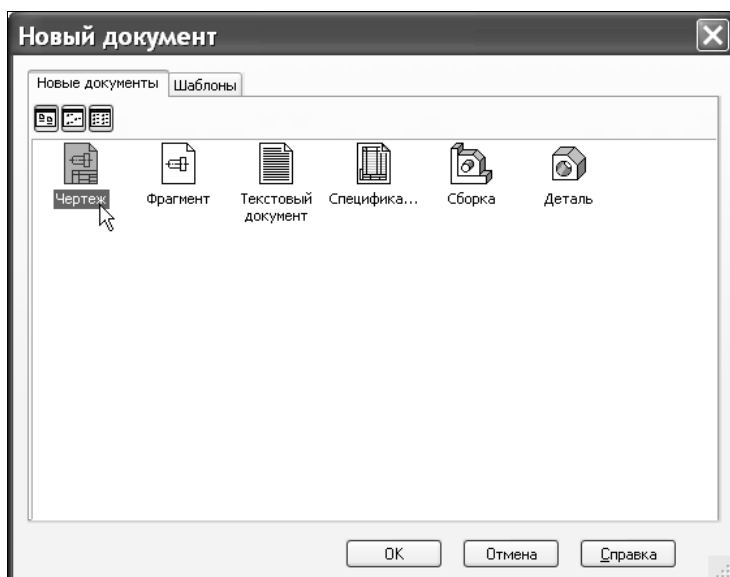 Новый документ
Новые документы Шаблоны
Чертеж Фрагмент Текстовый документ Специфика... Сборка Деталь
OK Отмена Справка